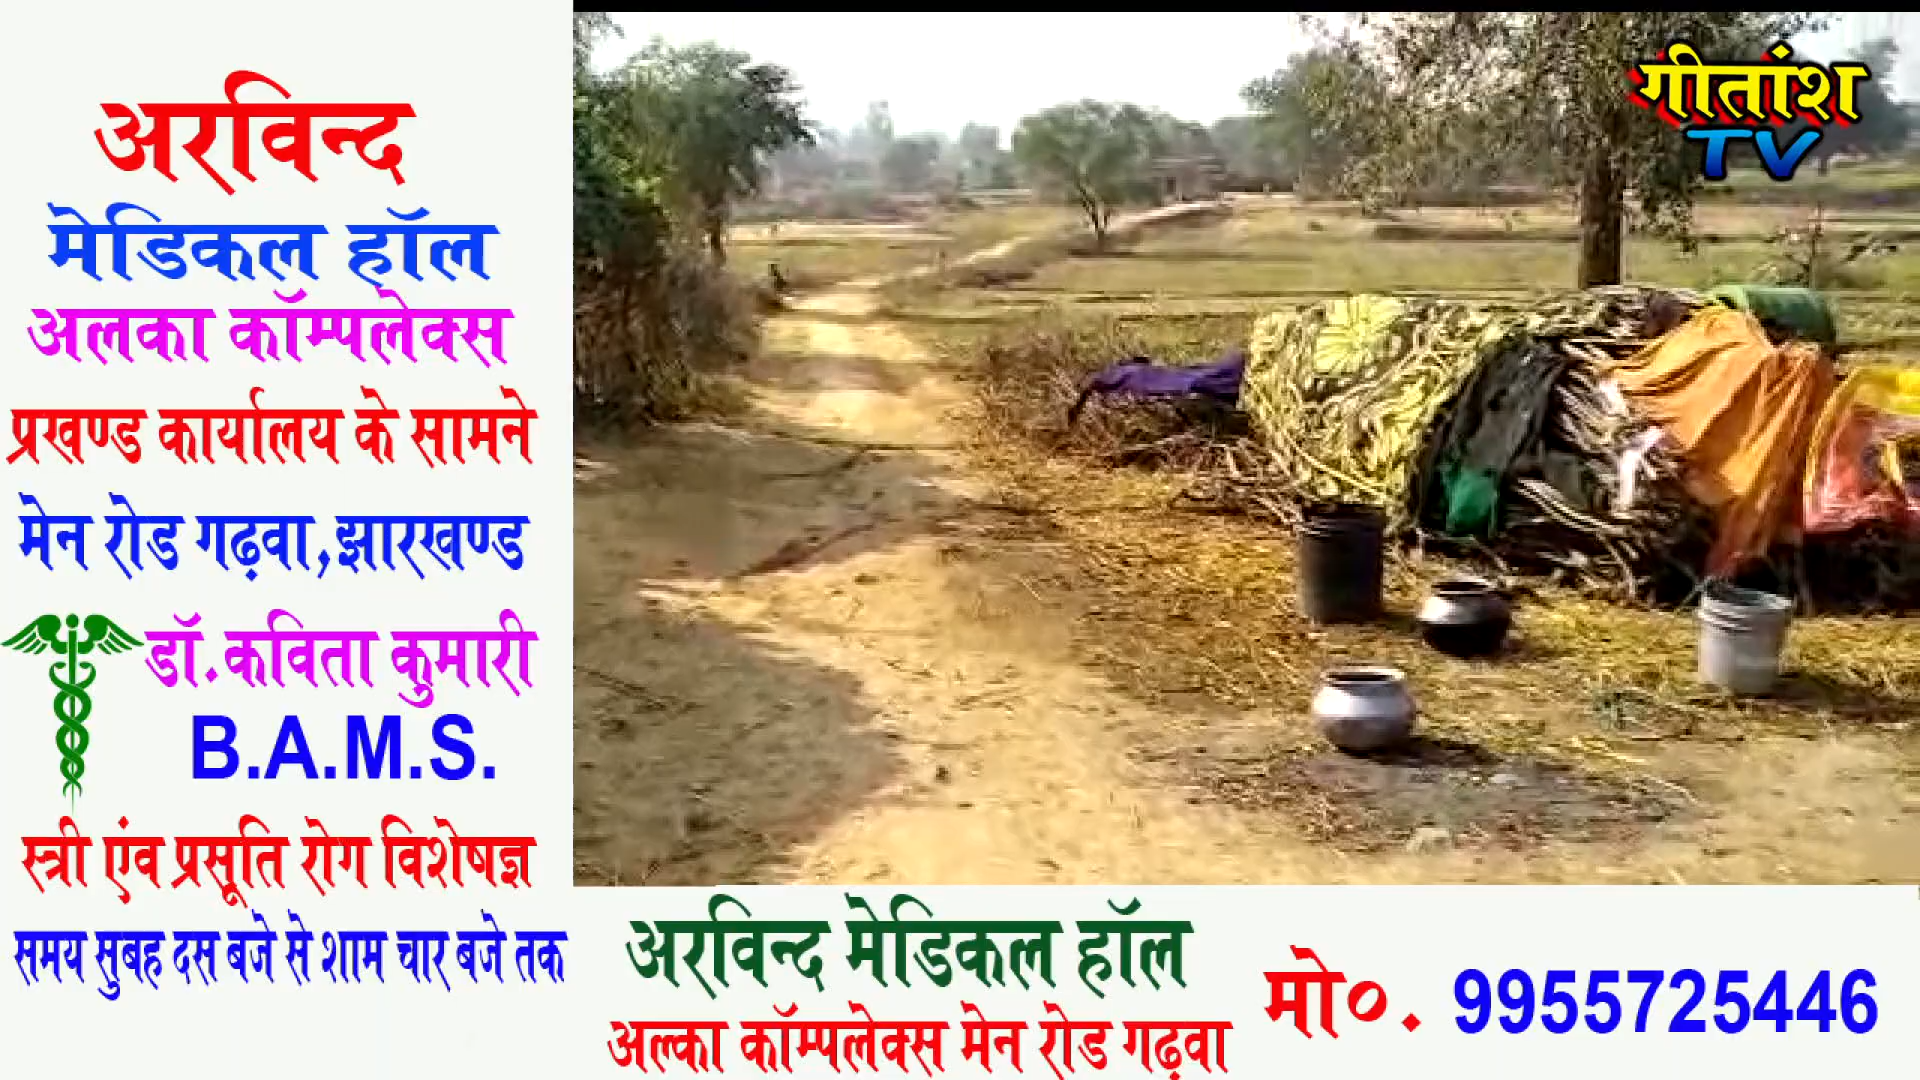 अरविन्द
मेडिकल हॉल
अलका कॉम्पलेक्स
प्रखण्ड कार्यालय के सामने
मेन रोड गढ़वा,झारखण्ड
डॉ.कविता कुमारी
B.A.M.S.
स्त्री एंव प्रसूति रोग विशेषज्ञ
समय सुबह दस बजे से शाम चार बजे तक
गीतांश
TV
अरविन्द मेडिकल हॉल
अल्का कॉम्पलेक्स मेन रोड गढ़वा
मो०. 9955725446